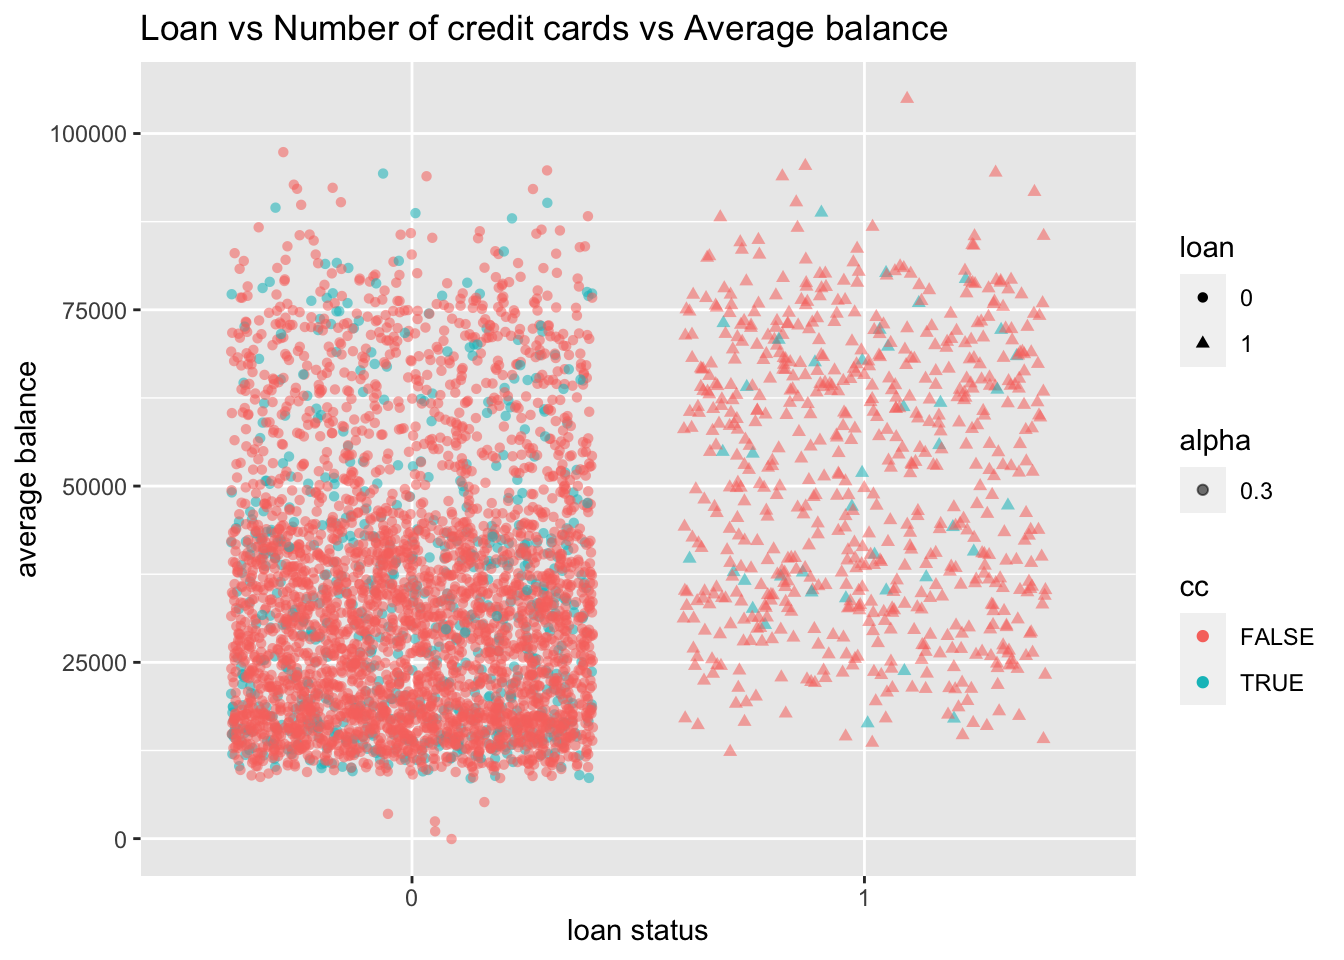 Loan vs Number of credit cards vs Average balance
100000
75000
50000
25000
0
average balance
0
1
loan status
loan
0
1
alpha
0.3
cc
FALSE
TRUE